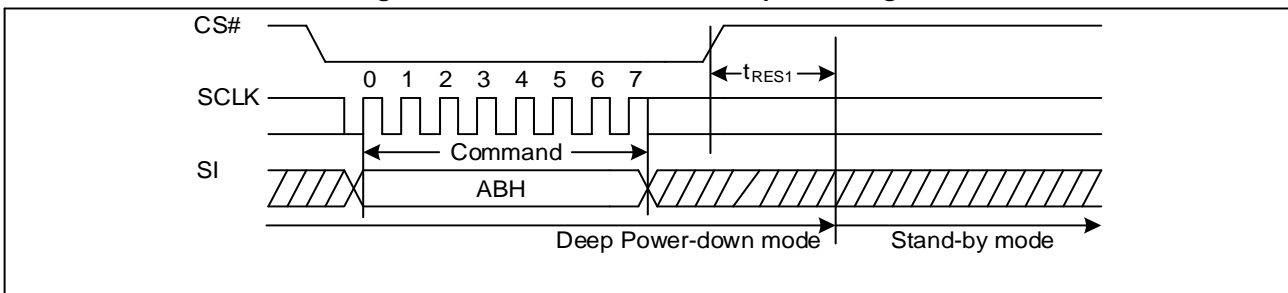 CS#
tRES1
0 1 2 3 4 5 6 7
SCLK
Command
SI
ABH
Deep Power-down mode Stand-by mode